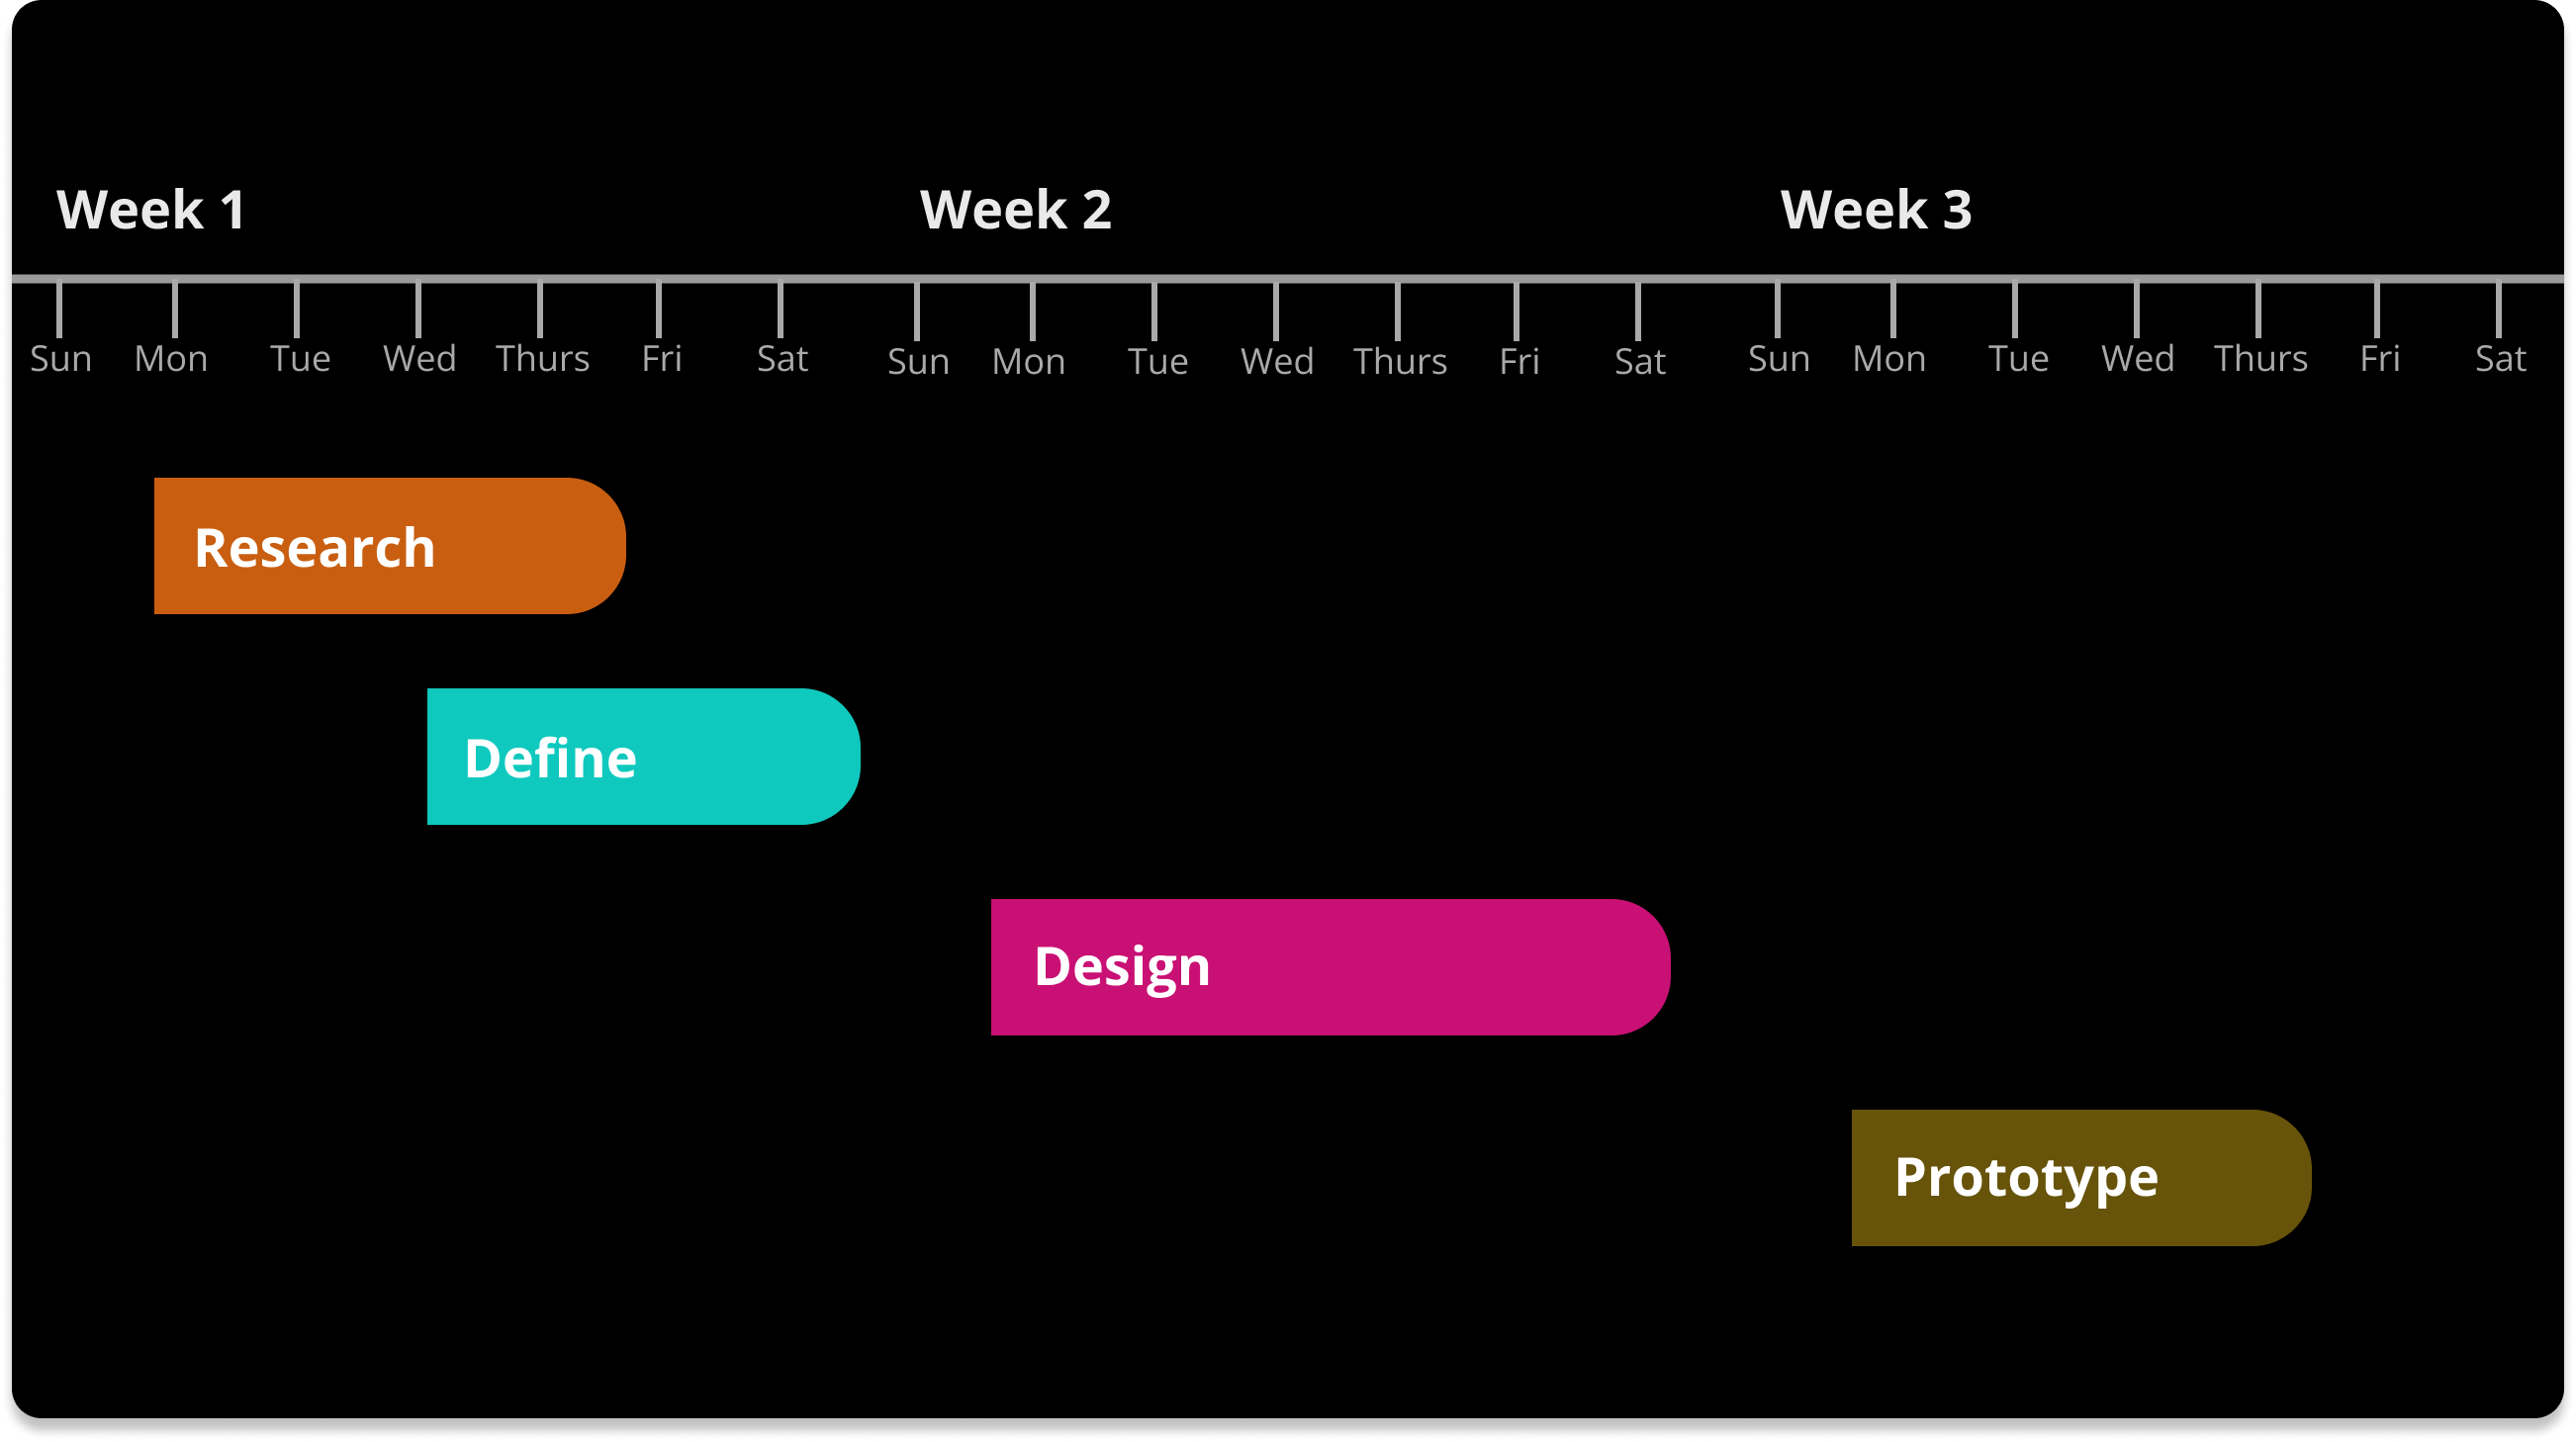 Week 1 Week 2 Week 3
Sun Mon Tue Wed Thurs Fri Sat Sun Mon Tue Wed Thurs Fri Sat Sun Mon Tue Wed Thurs Fri Sat
Research
Define
Design
Prototype